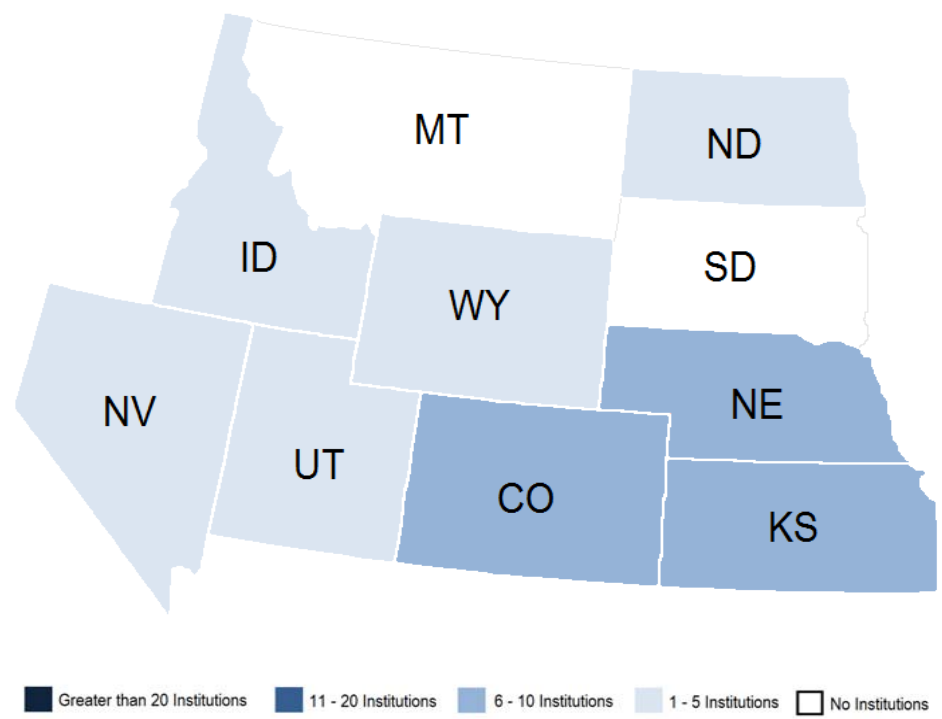 MT
ND
ID
SD
WY
NV
NE
UT
CO
KS
Greater than 20 Institutions
11 - 20 Institutions
6 - 10 Institutions
1 - 5 Institutions
No Institutions